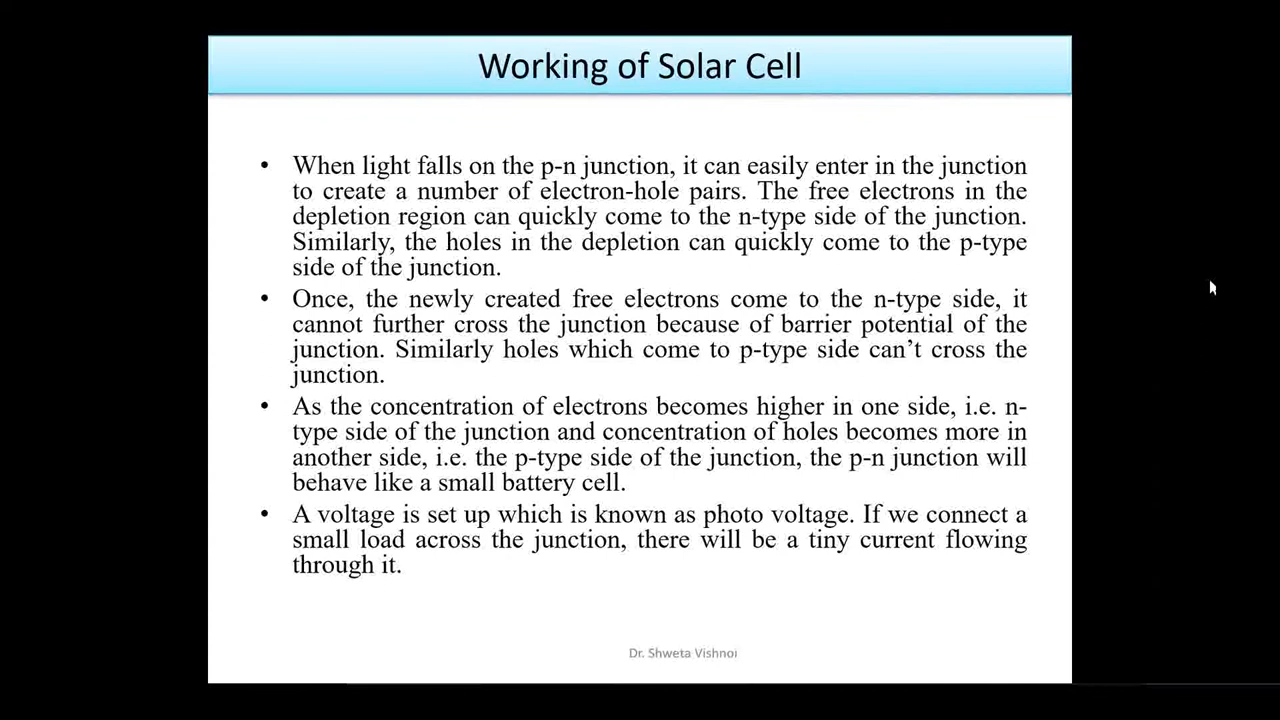 Working of Solar Cell
• When light falls on the p-n junction, it can easily enter in the junction
to create a number of electron-hole pairs. The free electrons in the
depletion region can quickly come to the n-type side of the junction.
Similarly, the holes in the depletion can quickly come to the p-type
side of the junction.
• Once, the newly created free electrons come to the n-type side, it
cannot further cross the junction because of barrier potential of the
junction. Similarly holes which come to p-type side can’t cross the
junction.
• As the concentration of electrons becomes higher in one side, i.e. n-
type side of the junction and concentration of holes becomes more in
another side, i.e. the p-type side of the junction, the p-n junction will
behave like a small battery cell.
• A voltage is set up which is known as photo voltage. If we connect a
small load across the junction, there will be a tiny current flowing
through it.
Dr. Shweta Vishnoi